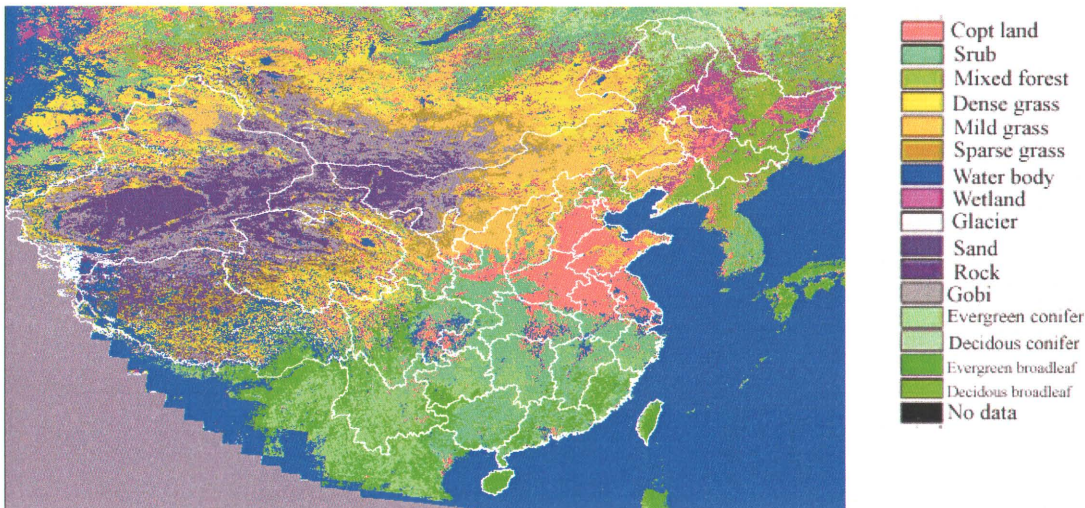 Copt land
Srub
Mixed forest
Dense grass
Mild grass
Sparse grass
Water body
Wetland
Glacier
Sand
Rock
Gobi
Evergreen conifer
Decidous conifer
Evergreen broadleaf
Decidous broadleaf
No data